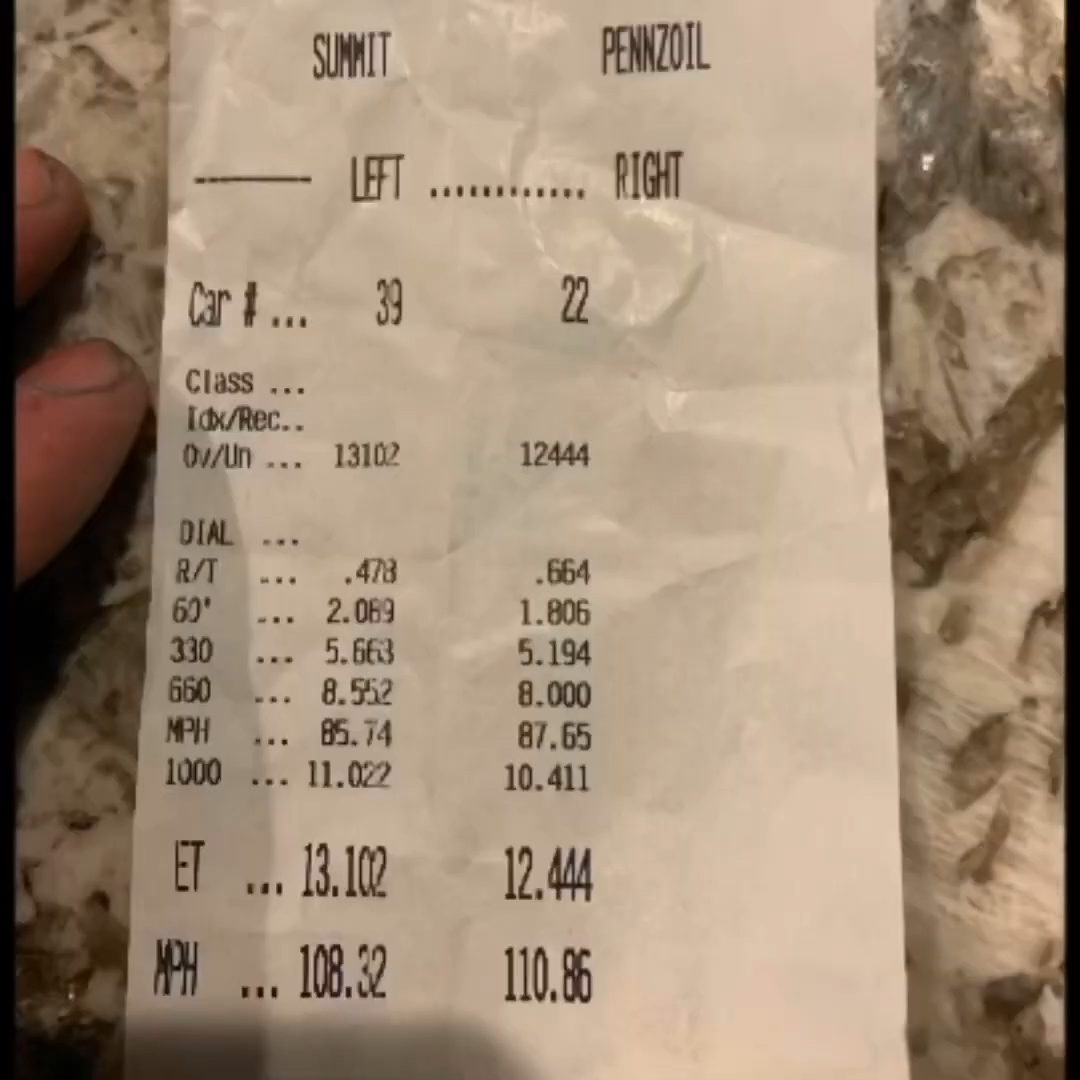 SUMMIT PENNZOIL
--------- LEFT ............ RIGHT
Car # ... 39 22
Class ...
Idx/Rec..
Ov/Un ... 13102 12444
DIAL ...
R/T ... .478 .664
60' ... 2.089 1.806
330 ... 5.663 5.194
660 ... 8.552 8.000
MPH ... 85.74 87.65
1000 ... 11.022 10.411
ET ... 13.102 12.444
MPH ... 108.32 110.86